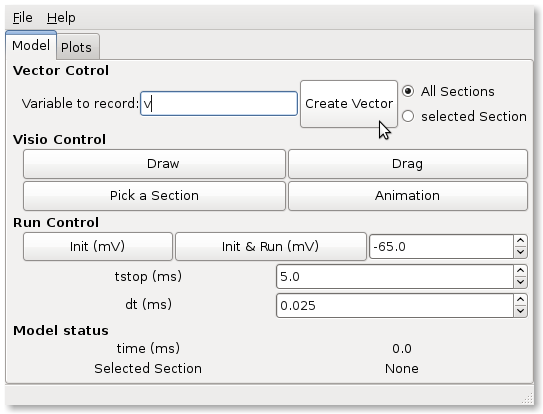 File Help
Model Plots
Vector Cotrol
Variable to record: v Create Vector All Sections
selected Section
Visio Control
Draw Drag
Pick a Section Animation
Run Control
Init (mV) Init & Run (mV) -65.0
tstop (ms) 5.0
dt (ms) 0.025
Model status
time (ms) 0.0
Selected Section None